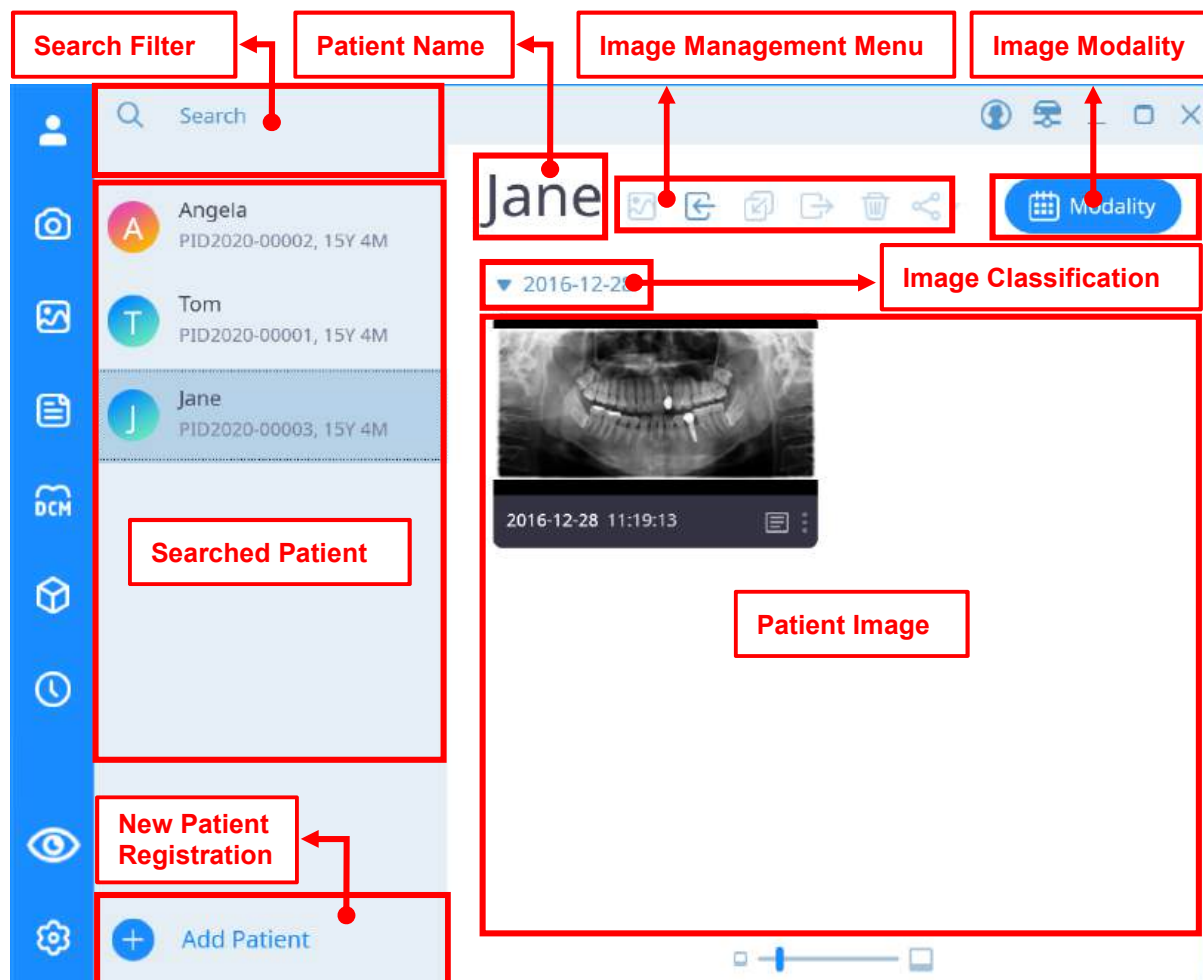 Search Filter
Patient Name
Image Management Menu
Image Modality
Search
Jane
Modality
A
Angela
PID2020-00002, 15Y 4M
T
Tom
PID2020-00001, 15Y 4M
J
Jane
PID2020-00003, 15Y 4M
2016-12-28
Image Classification
DCM
2016-12-28 11:19:13
Searched Patient
Patient Image
New Patient
Registration
Add Patient